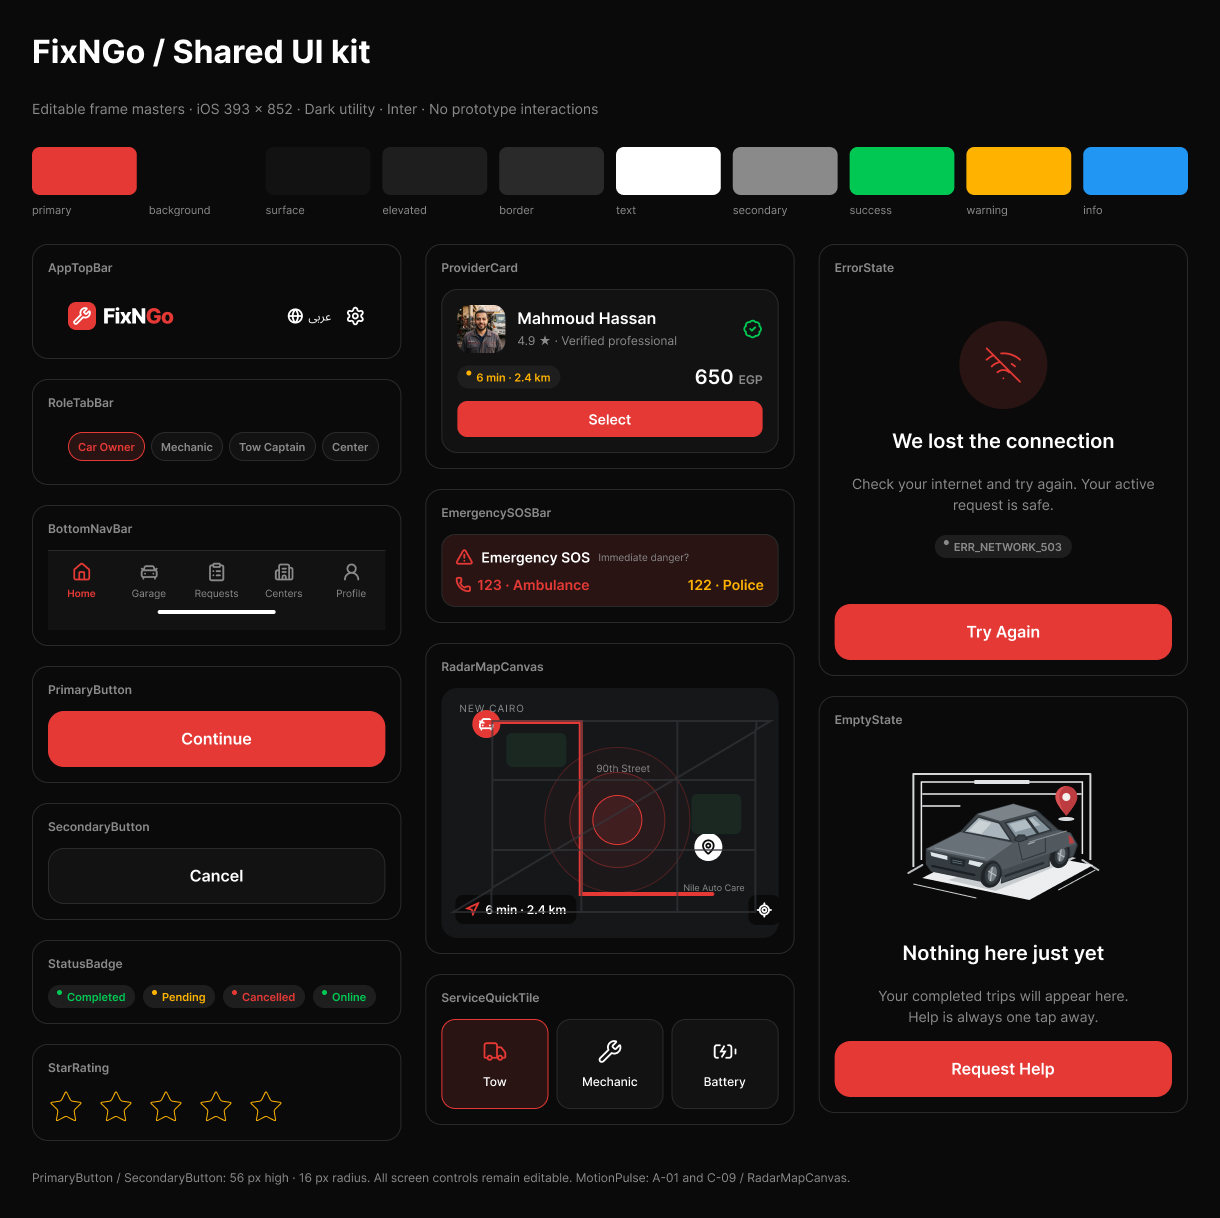 FixNGo / Shared UI kit
Editable frame masters · iOS 393 × 852 · Dark utility · Inter · No prototype interactions
primary
background
surface
elevated
border
text
secondary
success
warning
info
AppTopBar
FixNGo
عربى
RoleTabBar
Car Owner
Mechanic
Tow Captain
Center
BottomNavBar
Home
Garage
Requests
Centers
Profile
PrimaryButton
Continue
SecondaryButton
Cancel
StatusBadge
Completed
Pending
Cancelled
Online
StarRating
ProviderCard
Mahmoud Hassan
4.9 ★ · Verified professional
6 min · 2.4 km
650 EGP
Select
EmergencySOSBar
Emergency SOS Immediate danger?
123 · Ambulance
122 · Police
RadarMapCanvas
NEW CAIRO
90th Street
Nile Auto Care
6 min · 2.4 km
ServiceQuickTile
Tow
Mechanic
Battery
ErrorState
We lost the connection
Check your internet and try again. Your active
request is safe.
ERR_NETWORK_503
Try Again
EmptyState
Nothing here just yet
Your completed trips will appear here.
Help is always one tap away.
Request Help
PrimaryButton / SecondaryButton: 56 px high · 16 px radius. All screen controls remain editable. MotionPulse: A-01 and C-09 / RadarMapCanvas.